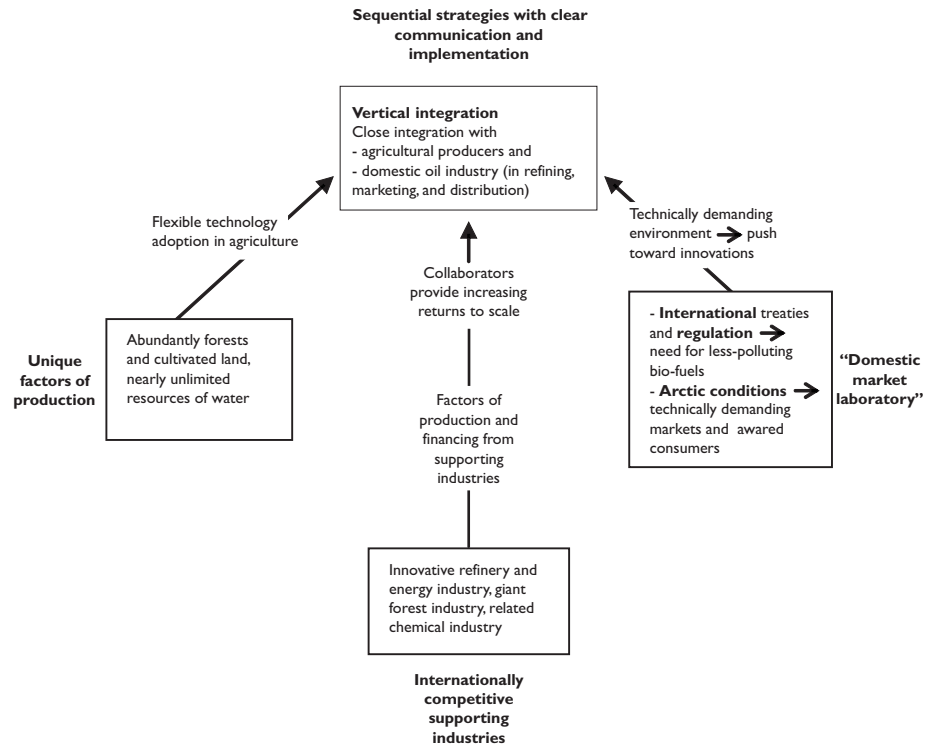 Sequential strategies with clear
communication and
implementation
Vertical integration
Close integration with
- agricultural producers and
- domestic oil industry (in refining,
marketing, and distribution)
Flexible technology
adoption in agriculture
Technically demanding
environment → push
toward innovations
Collaborators
provide increasing
returns to scale
Unique
factors of
production
Abundantly forests
and cultivated land,
nearly unlimited
resources of water
- International treaties
and regulation →
need for less-polluting
bio-fuels
- Arctic conditions →
technically demanding
markets and awared
consumers
“Domestic
market
laboratory”
Factors of
production and
financing from
supporting
industries
Innovative refinery and
energy industry, giant
forest industry, related
chemical industry
Internationally
competitive
supporting
industries